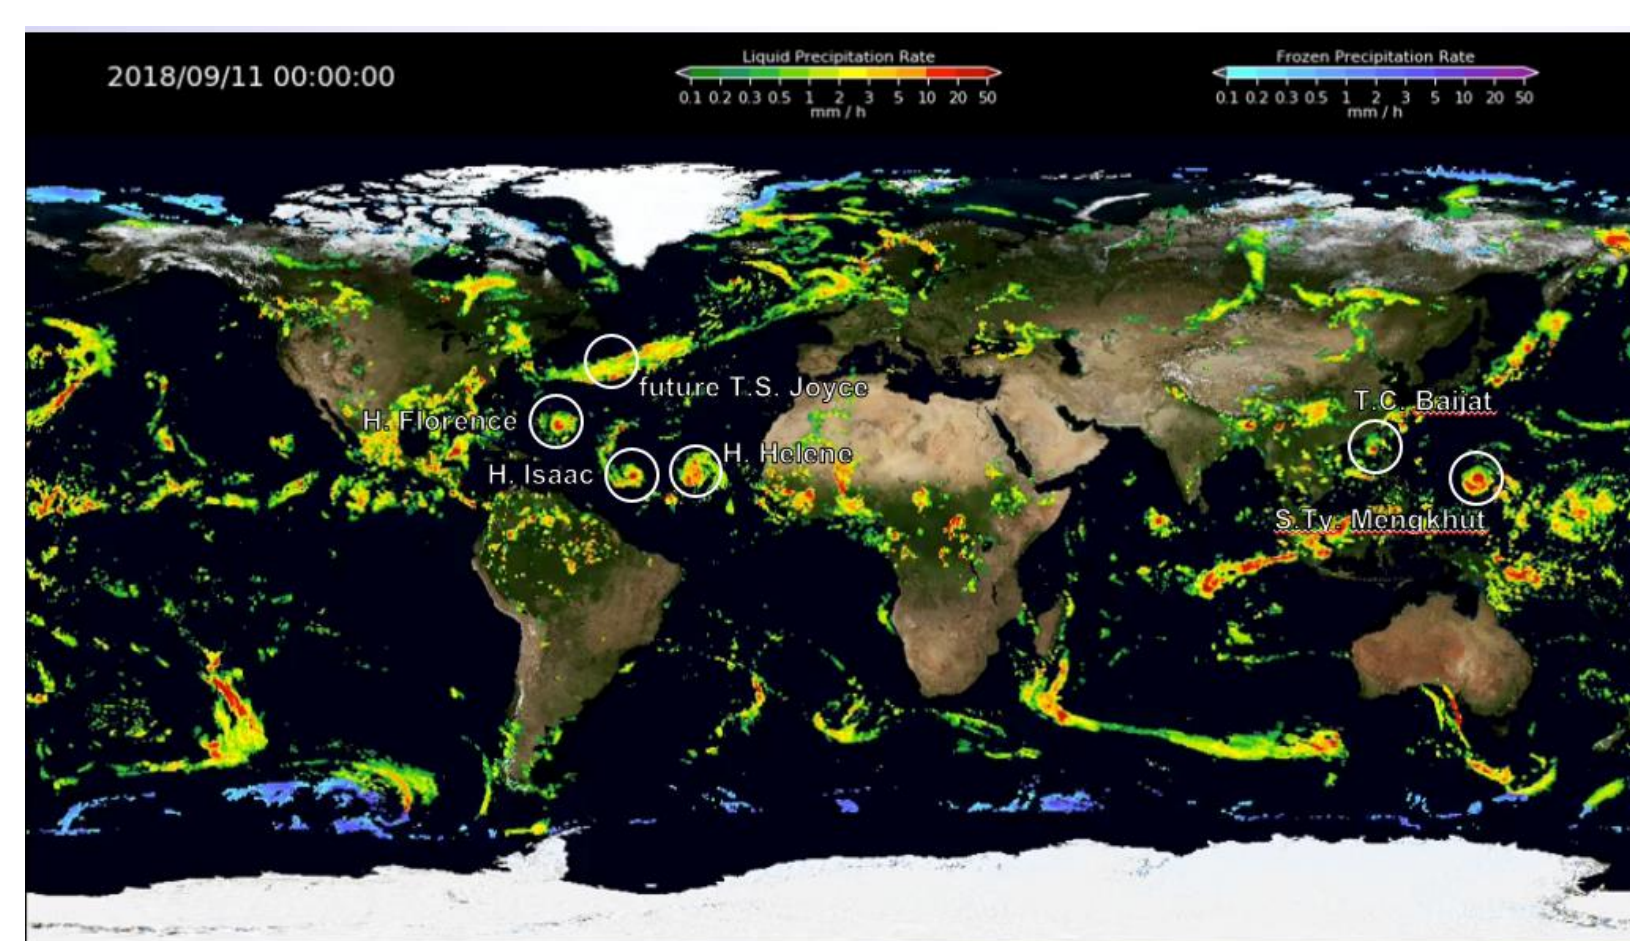 2018/09/11 00:00:00
Liquid Precipitation Rate
0.1 0.2 0.3 0.5 1 2 3 5 10 20 50
mm / h
Frozen Precipitation Rate
0.1 0.2 0.3 0.5 1 2 3 5 10 20 50
mm / h
future T.S. Joyce
H. Florence
T.C. Baijat
H. Helene
H. Isaac
S.Ty. Mengkhut